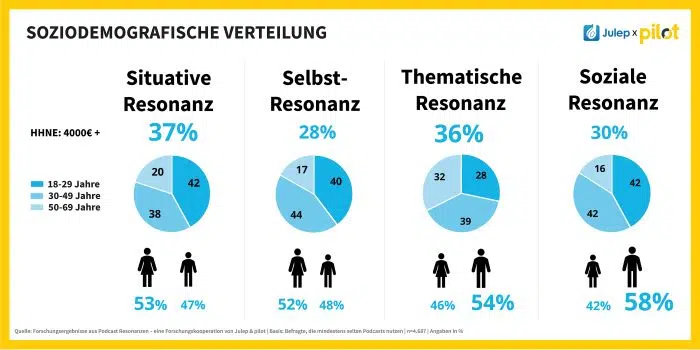 SOZIODEMOGRAFISCHE VERTEILUNG
Julep x pilot
Situative
Resonanz
Selbst-
Resonanz
Thematische
Resonanz
Soziale
Resonanz
HHNE: 4000€ +
37%
28%
36%
30%
18-29 Jahre
30-49 Jahre
50-69 Jahre
20
42
38
17
40
44
32
28
39
16
42
42
53%
47%
52%
48%
46%
54%
42%
58%
Quelle: Forschungsergebnisse aus Podcast Resonanzen – eine Forschungskooperation von Julep & pilot | Basis: Befragte, die mindestens selten Podcasts nutzen | n=4.687 | Angaben in %